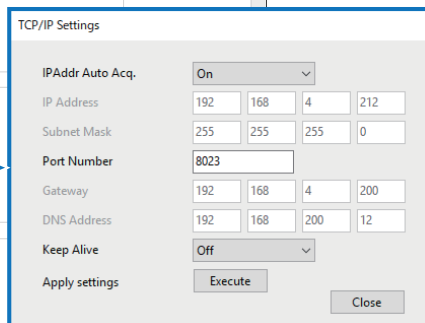 TCP/IP Settings
IPAddr Auto Acq. On
IP Address 192 168 4 212
Subnet Mask 255 255 255 0
Port Number 8023
Gateway 192 168 4 200
DNS Address 192 168 200 12
Keep Alive Off
Apply settings Execute
Close